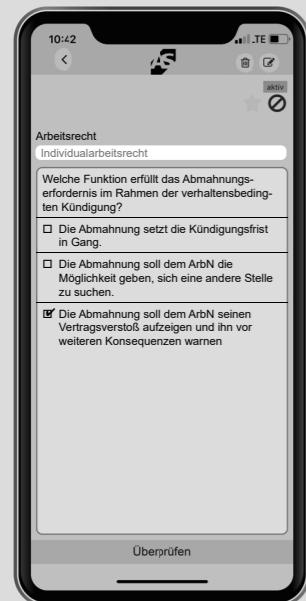 10:42
.TE
AS
aktiv
Arbeitsrecht
Individualarbeitsrecht
Welche Funktion erfüllt das Abmahnungs-
erfordernis im Rahmen der verhaltensbeding-
ten Kündigung?
Die Abmahnung setzt die Kündigungsfrist
in Gang.
Die Abmahnung soll dem ArbN die
Möglichkeit geben, sich eine andere Stelle
zu suchen.
Die Abmahnung soll dem ArbN seinen
Vertragsverstoß aufzeigen und ihn vor
weiteren Konsequenzen warnen
Überprüfen